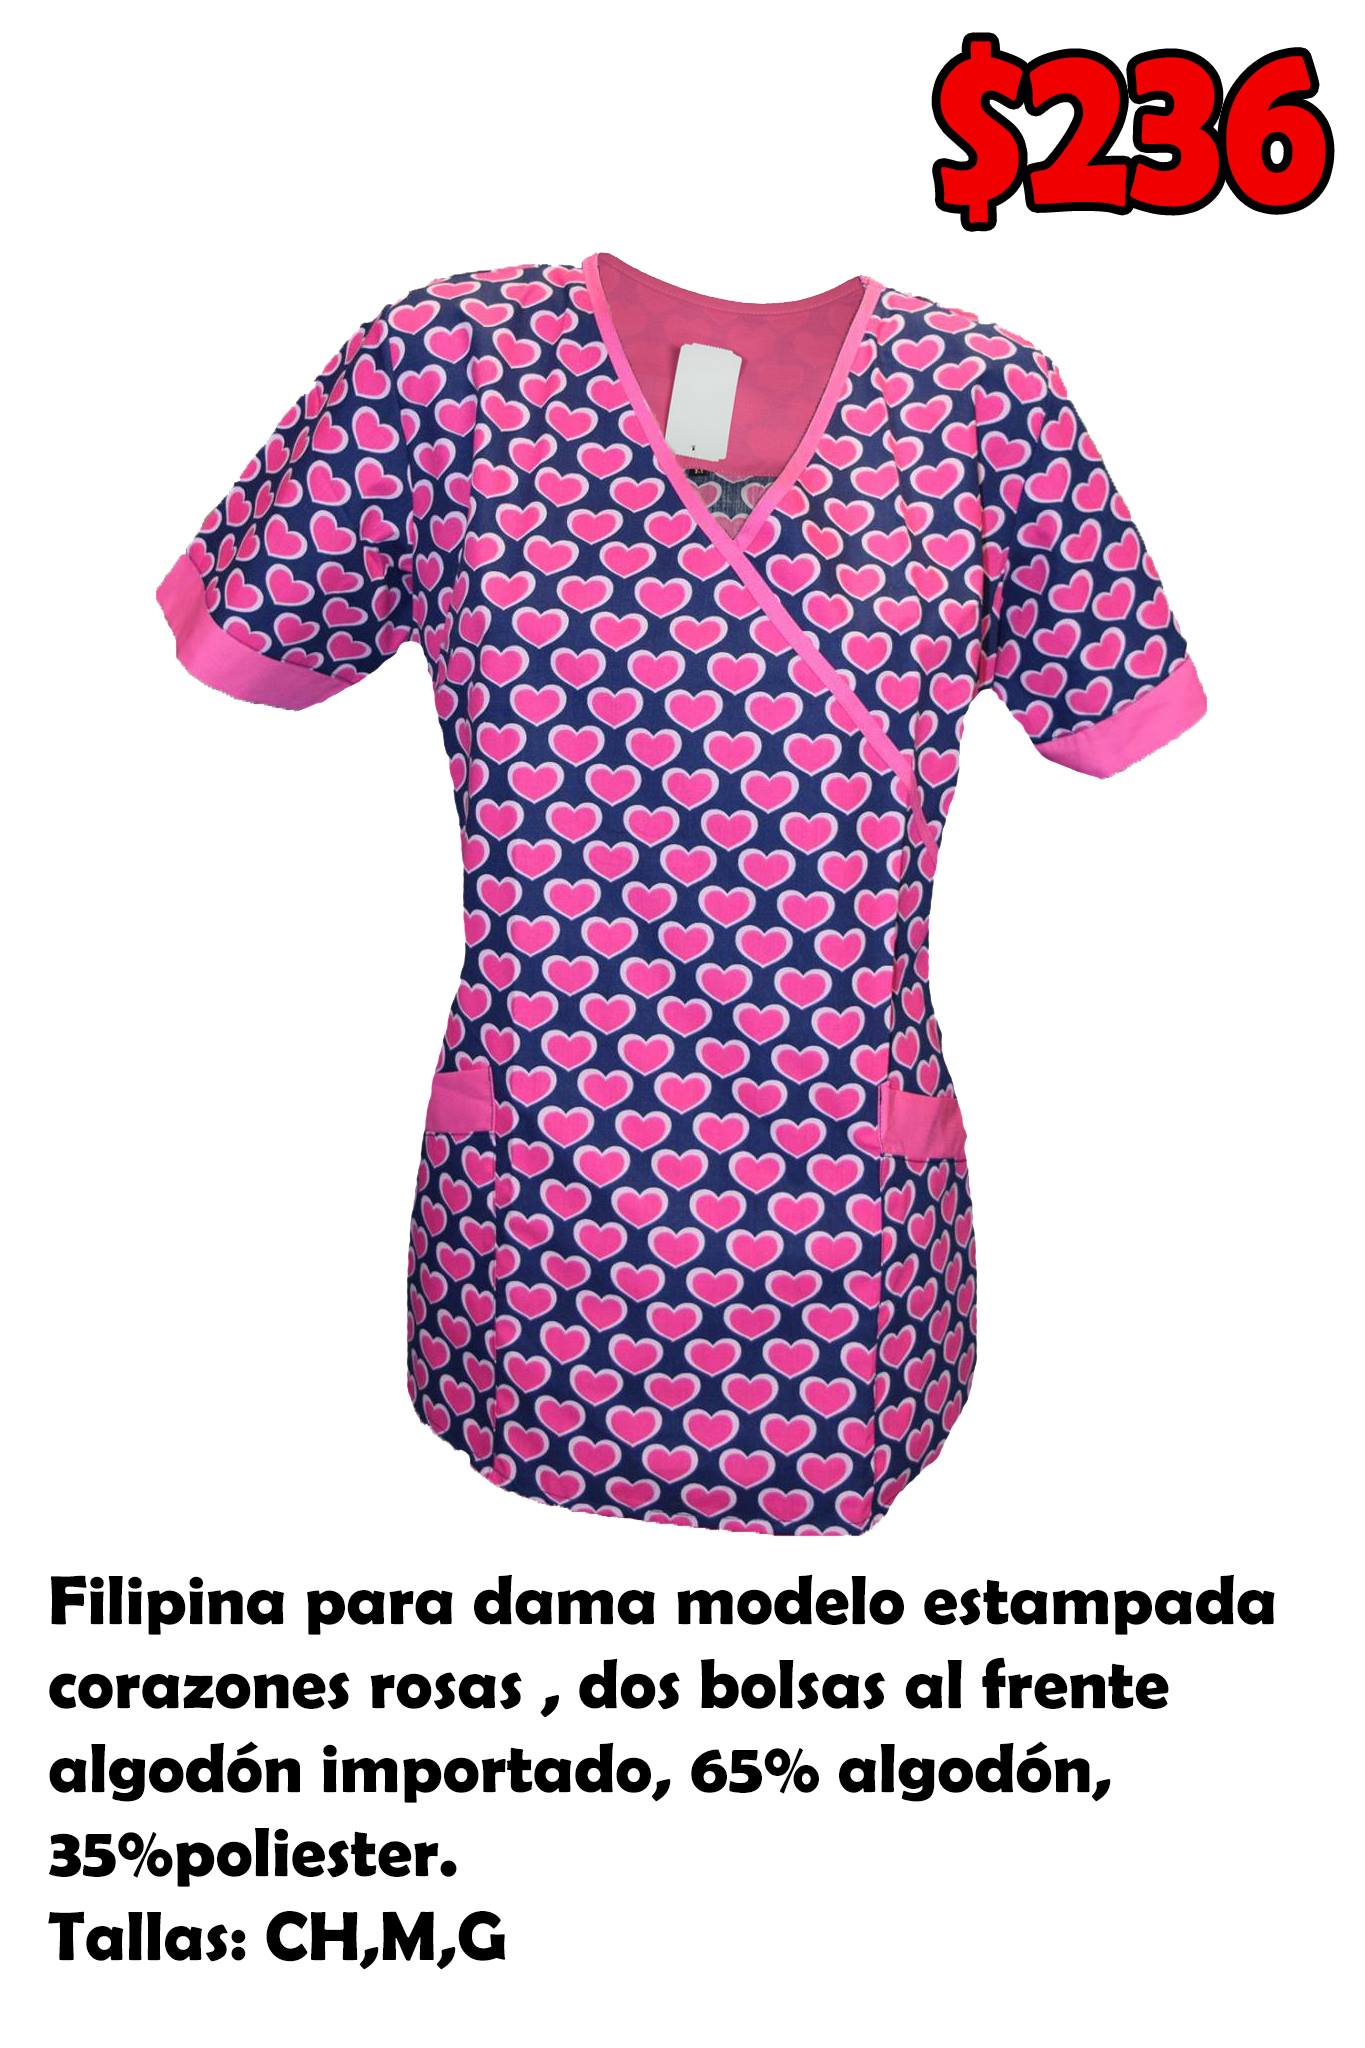 $236
Filipina para dama modelo estampada
corazones rosas , dos bolsas al frente
algodón importado, 65% algodón,
35%poliester.
Tallas: CH,M,G